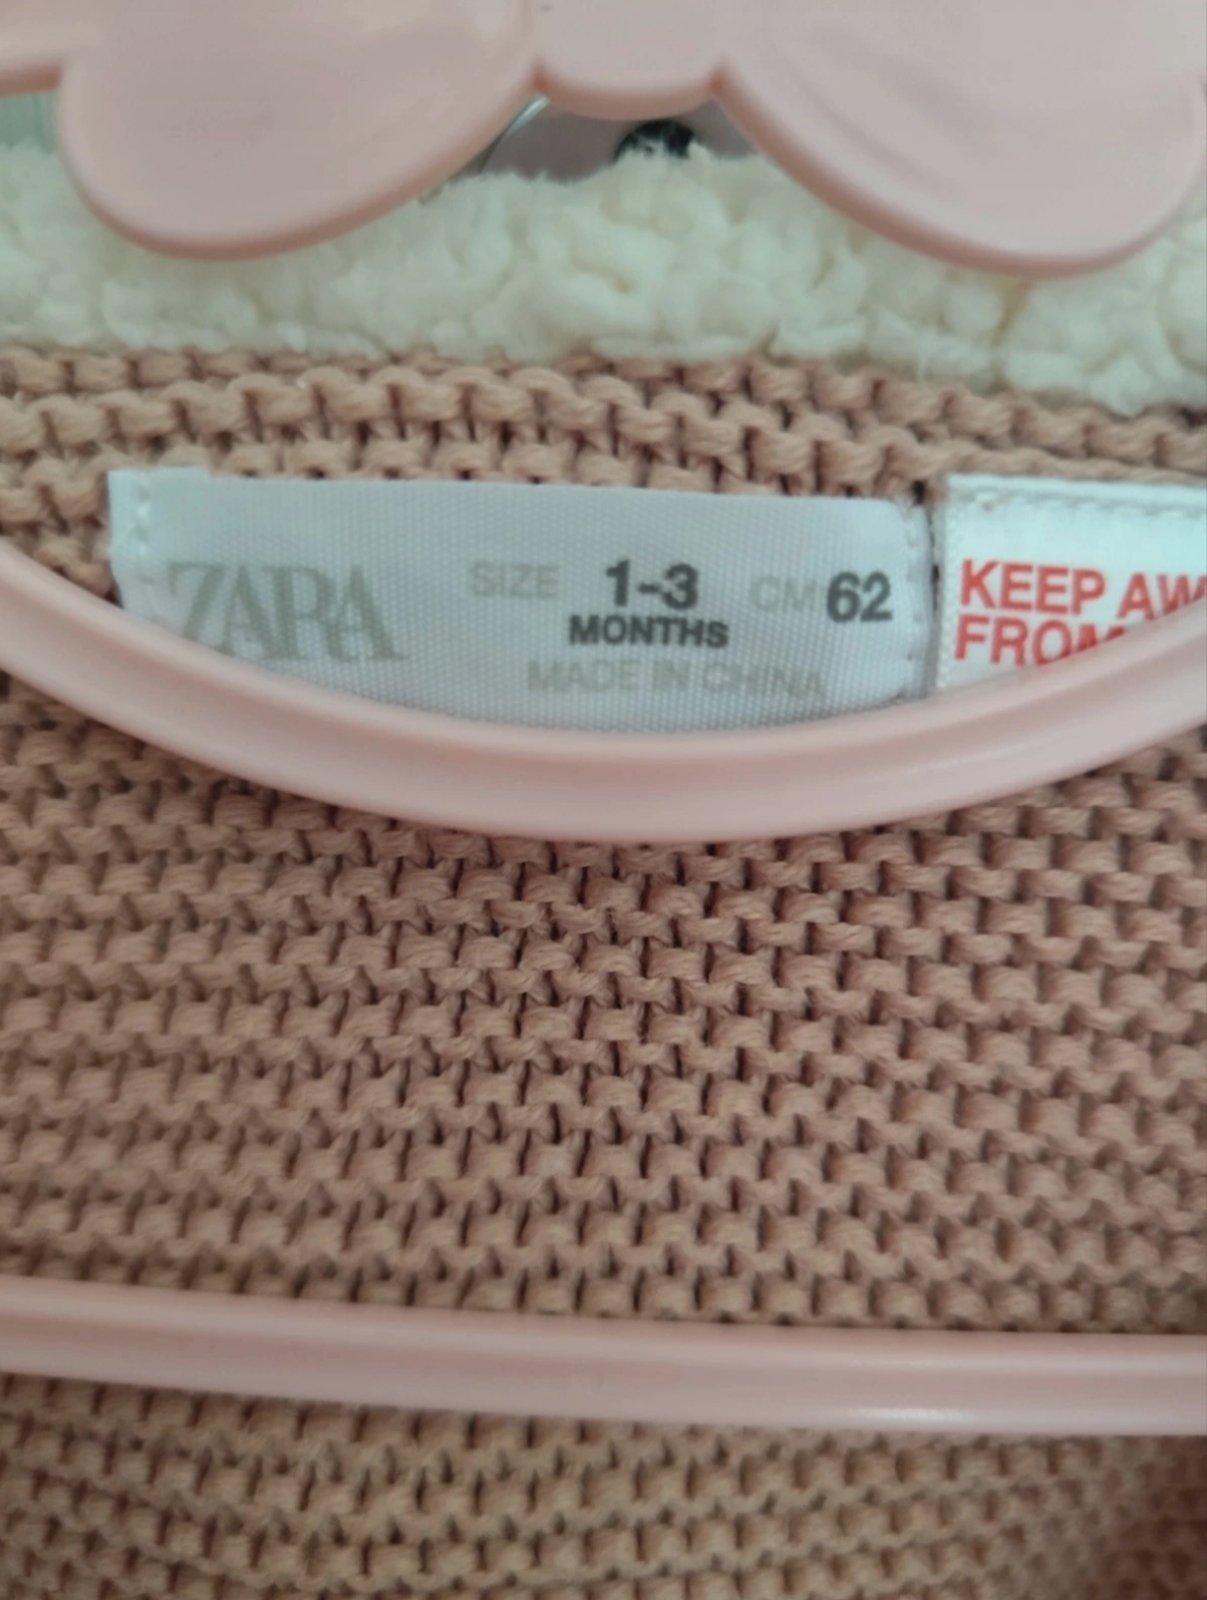 ZARA SIZE 1-3 CM 62
MONTHS
MADE IN CHINA
KEEP AW
FROM